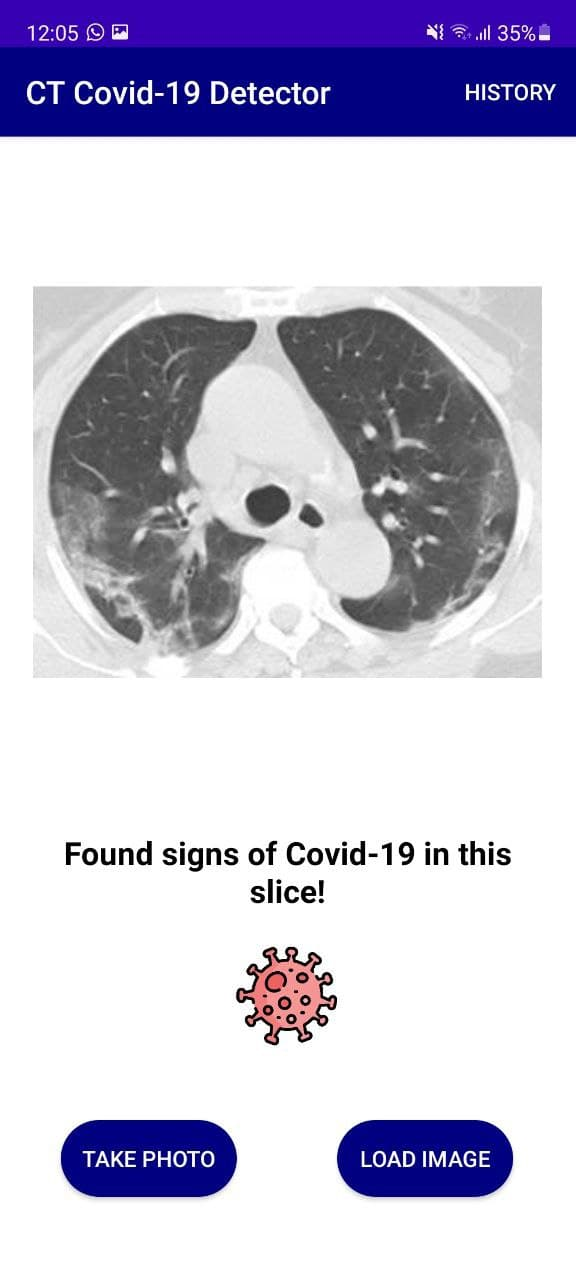 12:05 35%
CT Covid-19 Detector HISTORY
Found signs of Covid-19 in this
slice!
TAKE PHOTO LOAD IMAGE